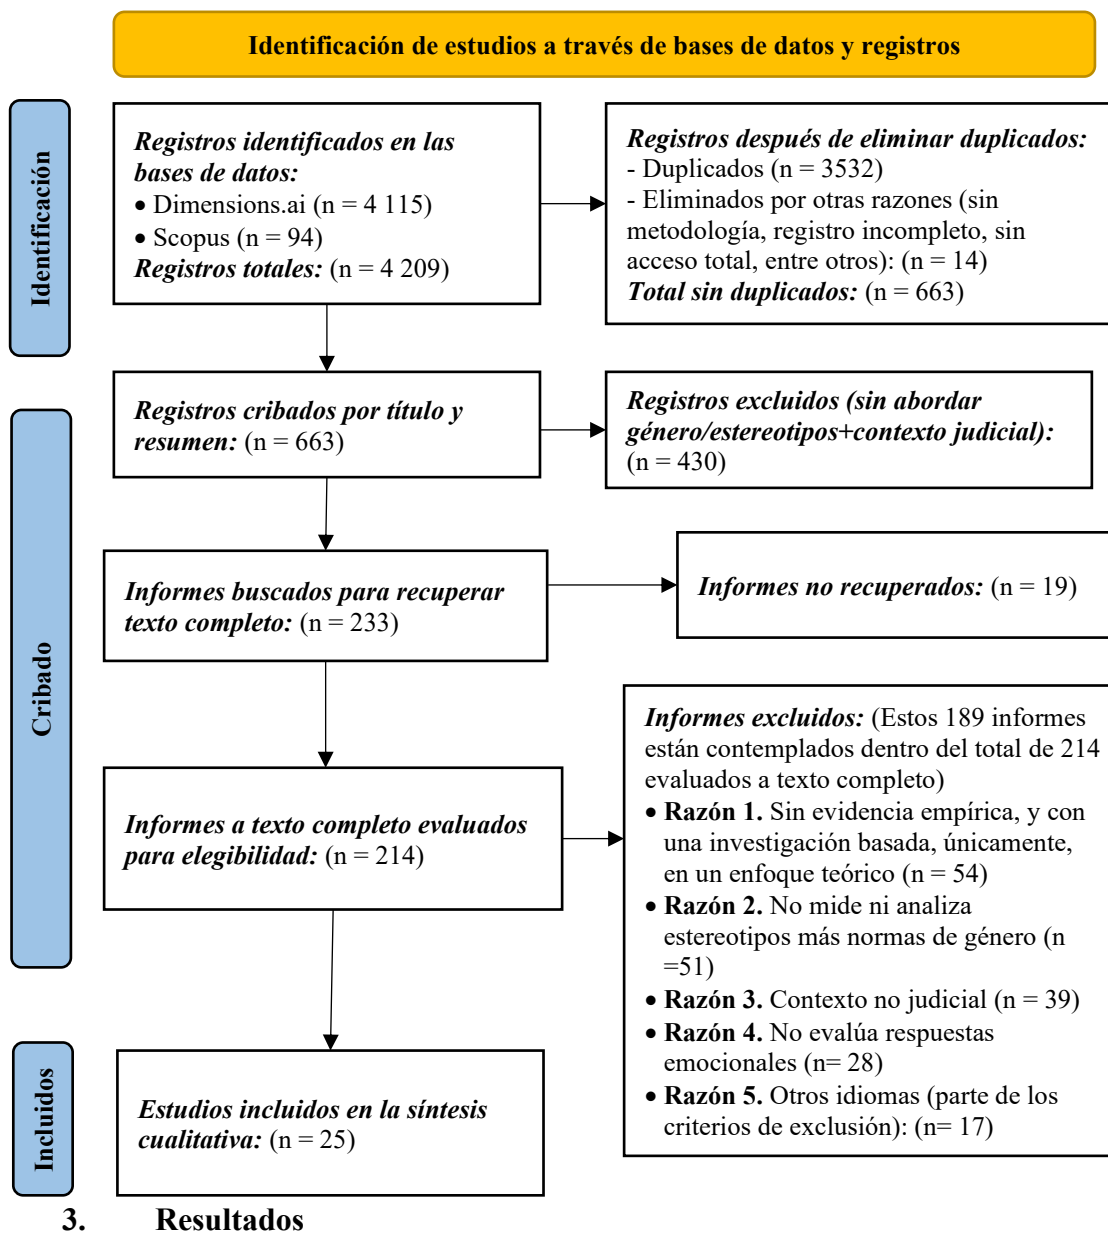 Identificación de estudios a través de bases de datos y registros
Identificación
Registros identificados en las
bases de datos:
• Dimensions.ai (n = 4 115)
• Scopus (n = 94)
Registros totales: (n = 4 209)
Registros después de eliminar duplicados:
- Duplicados (n = 3532)
- Eliminados por otras razones (sin
metodología, registro incompleto, sin
acceso total, entre otros): (n = 14)
Total sin duplicados: (n = 663)
Cribado
Registros cribados por título y
resumen: (n = 663)
Registros excluidos (sin abordar
género/estereotipos+contexto judicial):
(n = 430)
Informes buscados para recuperar
texto completo: (n = 233)
Informes no recuperados: (n = 19)
Informes a texto completo evaluados
para elegibilidad: (n = 214)
Informes excluidos: (Estos 189 informes
están contemplados dentro del total de 214
evaluados a texto completo)
• Razón 1. Sin evidencia empírica, y con
una investigación basada, únicamente,
en un enfoque teórico (n = 54)
• Razón 2. No mide ni analiza
estereotipos más normas de género (n
=51)
• Razón 3. Contexto no judicial (n = 39)
• Razón 4. No evalúa respuestas
emocionales (n= 28)
• Razón 5. Otros idiomas (parte de los
criterios de exclusión): (n= 17)
Incluidos
Estudios incluidos en la síntesis
cualitativa: (n = 25)
3. Resultados